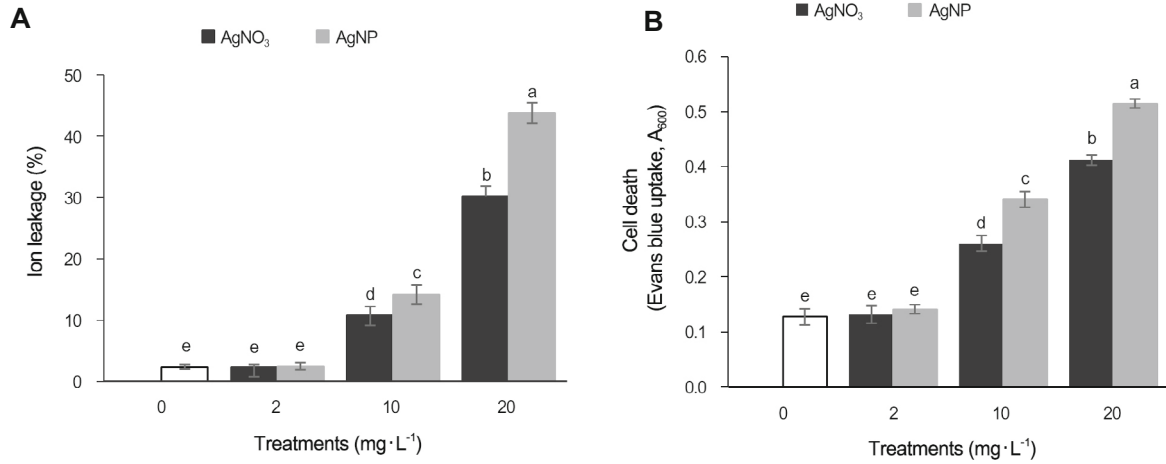 A
AgNO₃ AgNP
Ion leakage (%)
50
40
30
20
10
0
e
e e
d c
b a
0 2 10 20
Treatments (mg·L⁻¹)
B
AgNO₃ AgNP
Cell death
(Evans blue uptake, A₆₀₀)
0.6
0.5
0.4
0.3
0.2
0.1
0.0
e
e e
d c
b a
0 2 10 20
Treatments (mg·L⁻¹)